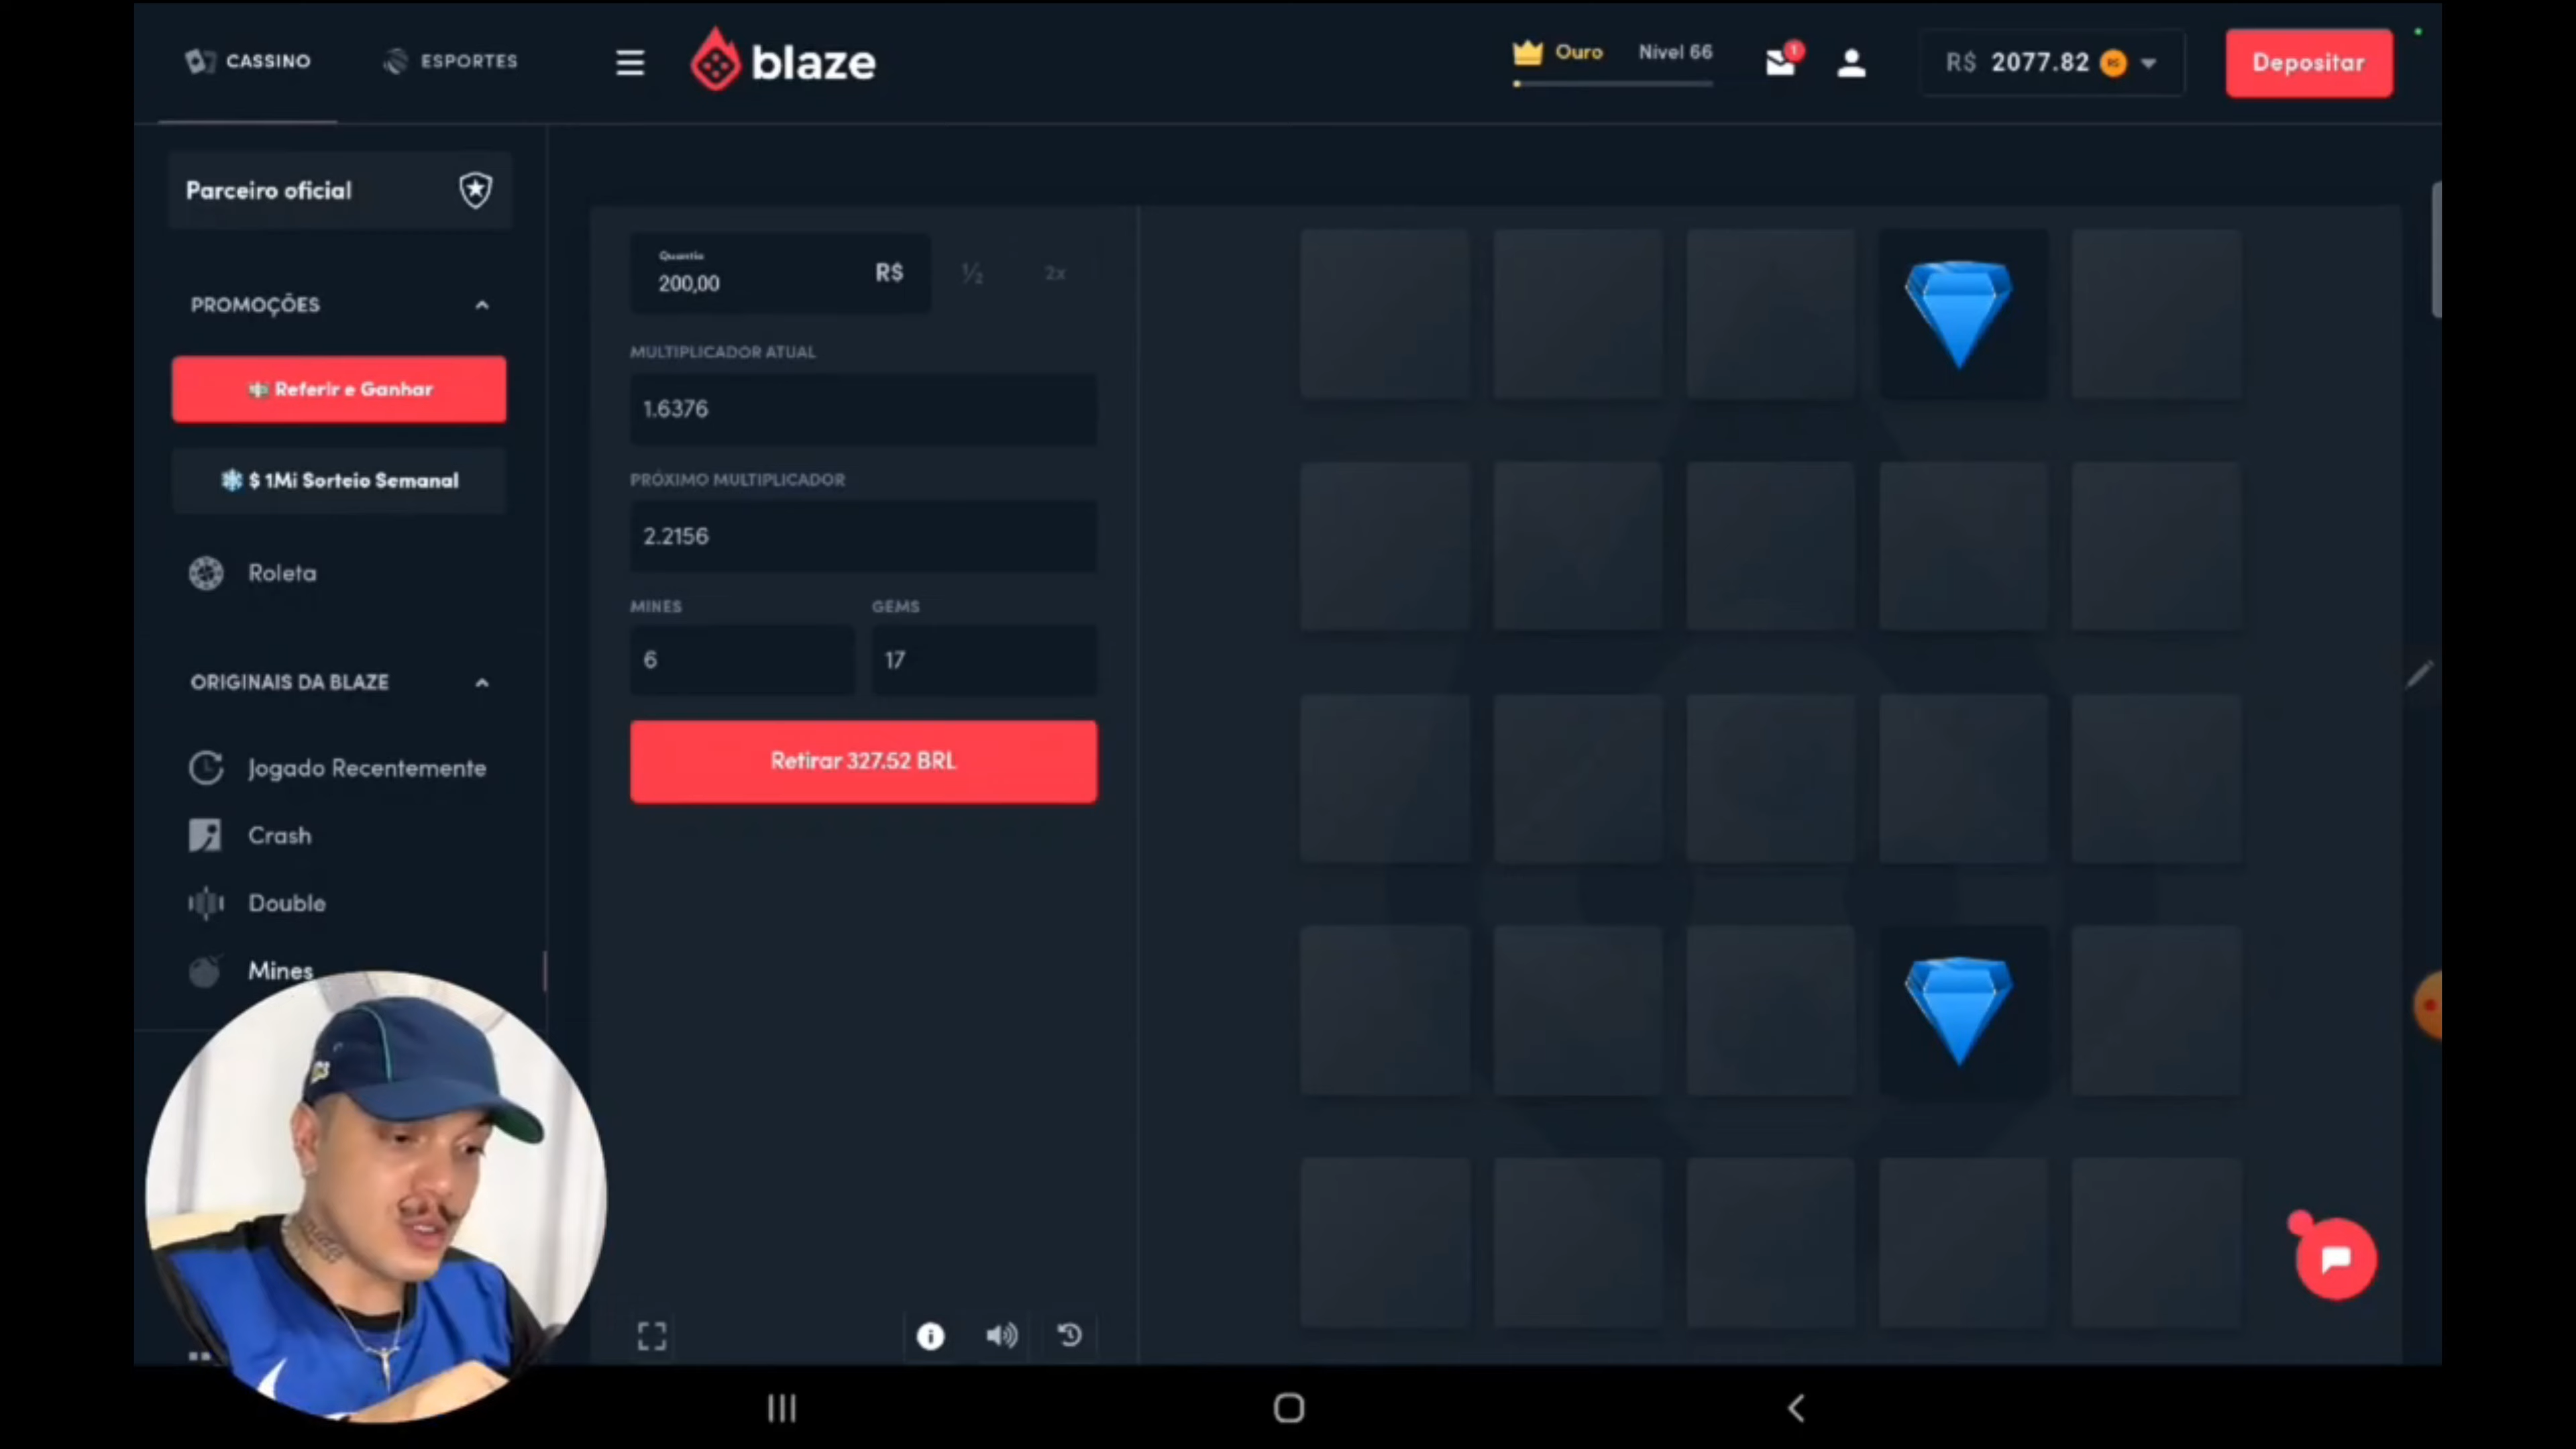 CASSINO
ESPORTES
blaze
Ouro
Nivel 66
1
R$ 2077.82 R$
Depositar
Parceiro oficial
PROMOÇÕES
Referir e Ganhar
$ 1Mi Sorteio Semanal
Roleta
ORIGINAIS DA BLAZE
Jogado Recentemente
Crash
Double
Mines
Quantia
200,00
R$
½
2x
MULTIPLICADOR ATUAL
1.6376
PRÓXIMO MULTIPLICADOR
2.2156
MINES
GEMS
6
17
Retirar 327.52 BRL